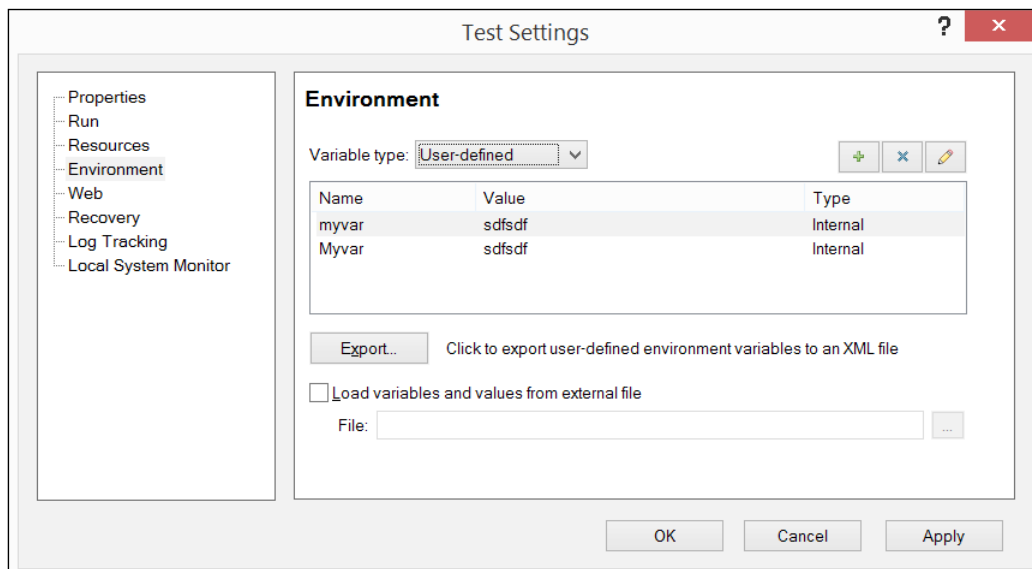 Test Settings
?
Properties
Run
Resources
Environment
Web
Recovery
Log Tracking
Local System Monitor
Environment
Variable type: User-defined
Name Value Type
myvar sdfsdf Internal
Myvar sdfsdf Internal
Export... Click to export user-defined environment variables to an XML file
Load variables and values from external file
File: ...
OK Cancel Apply